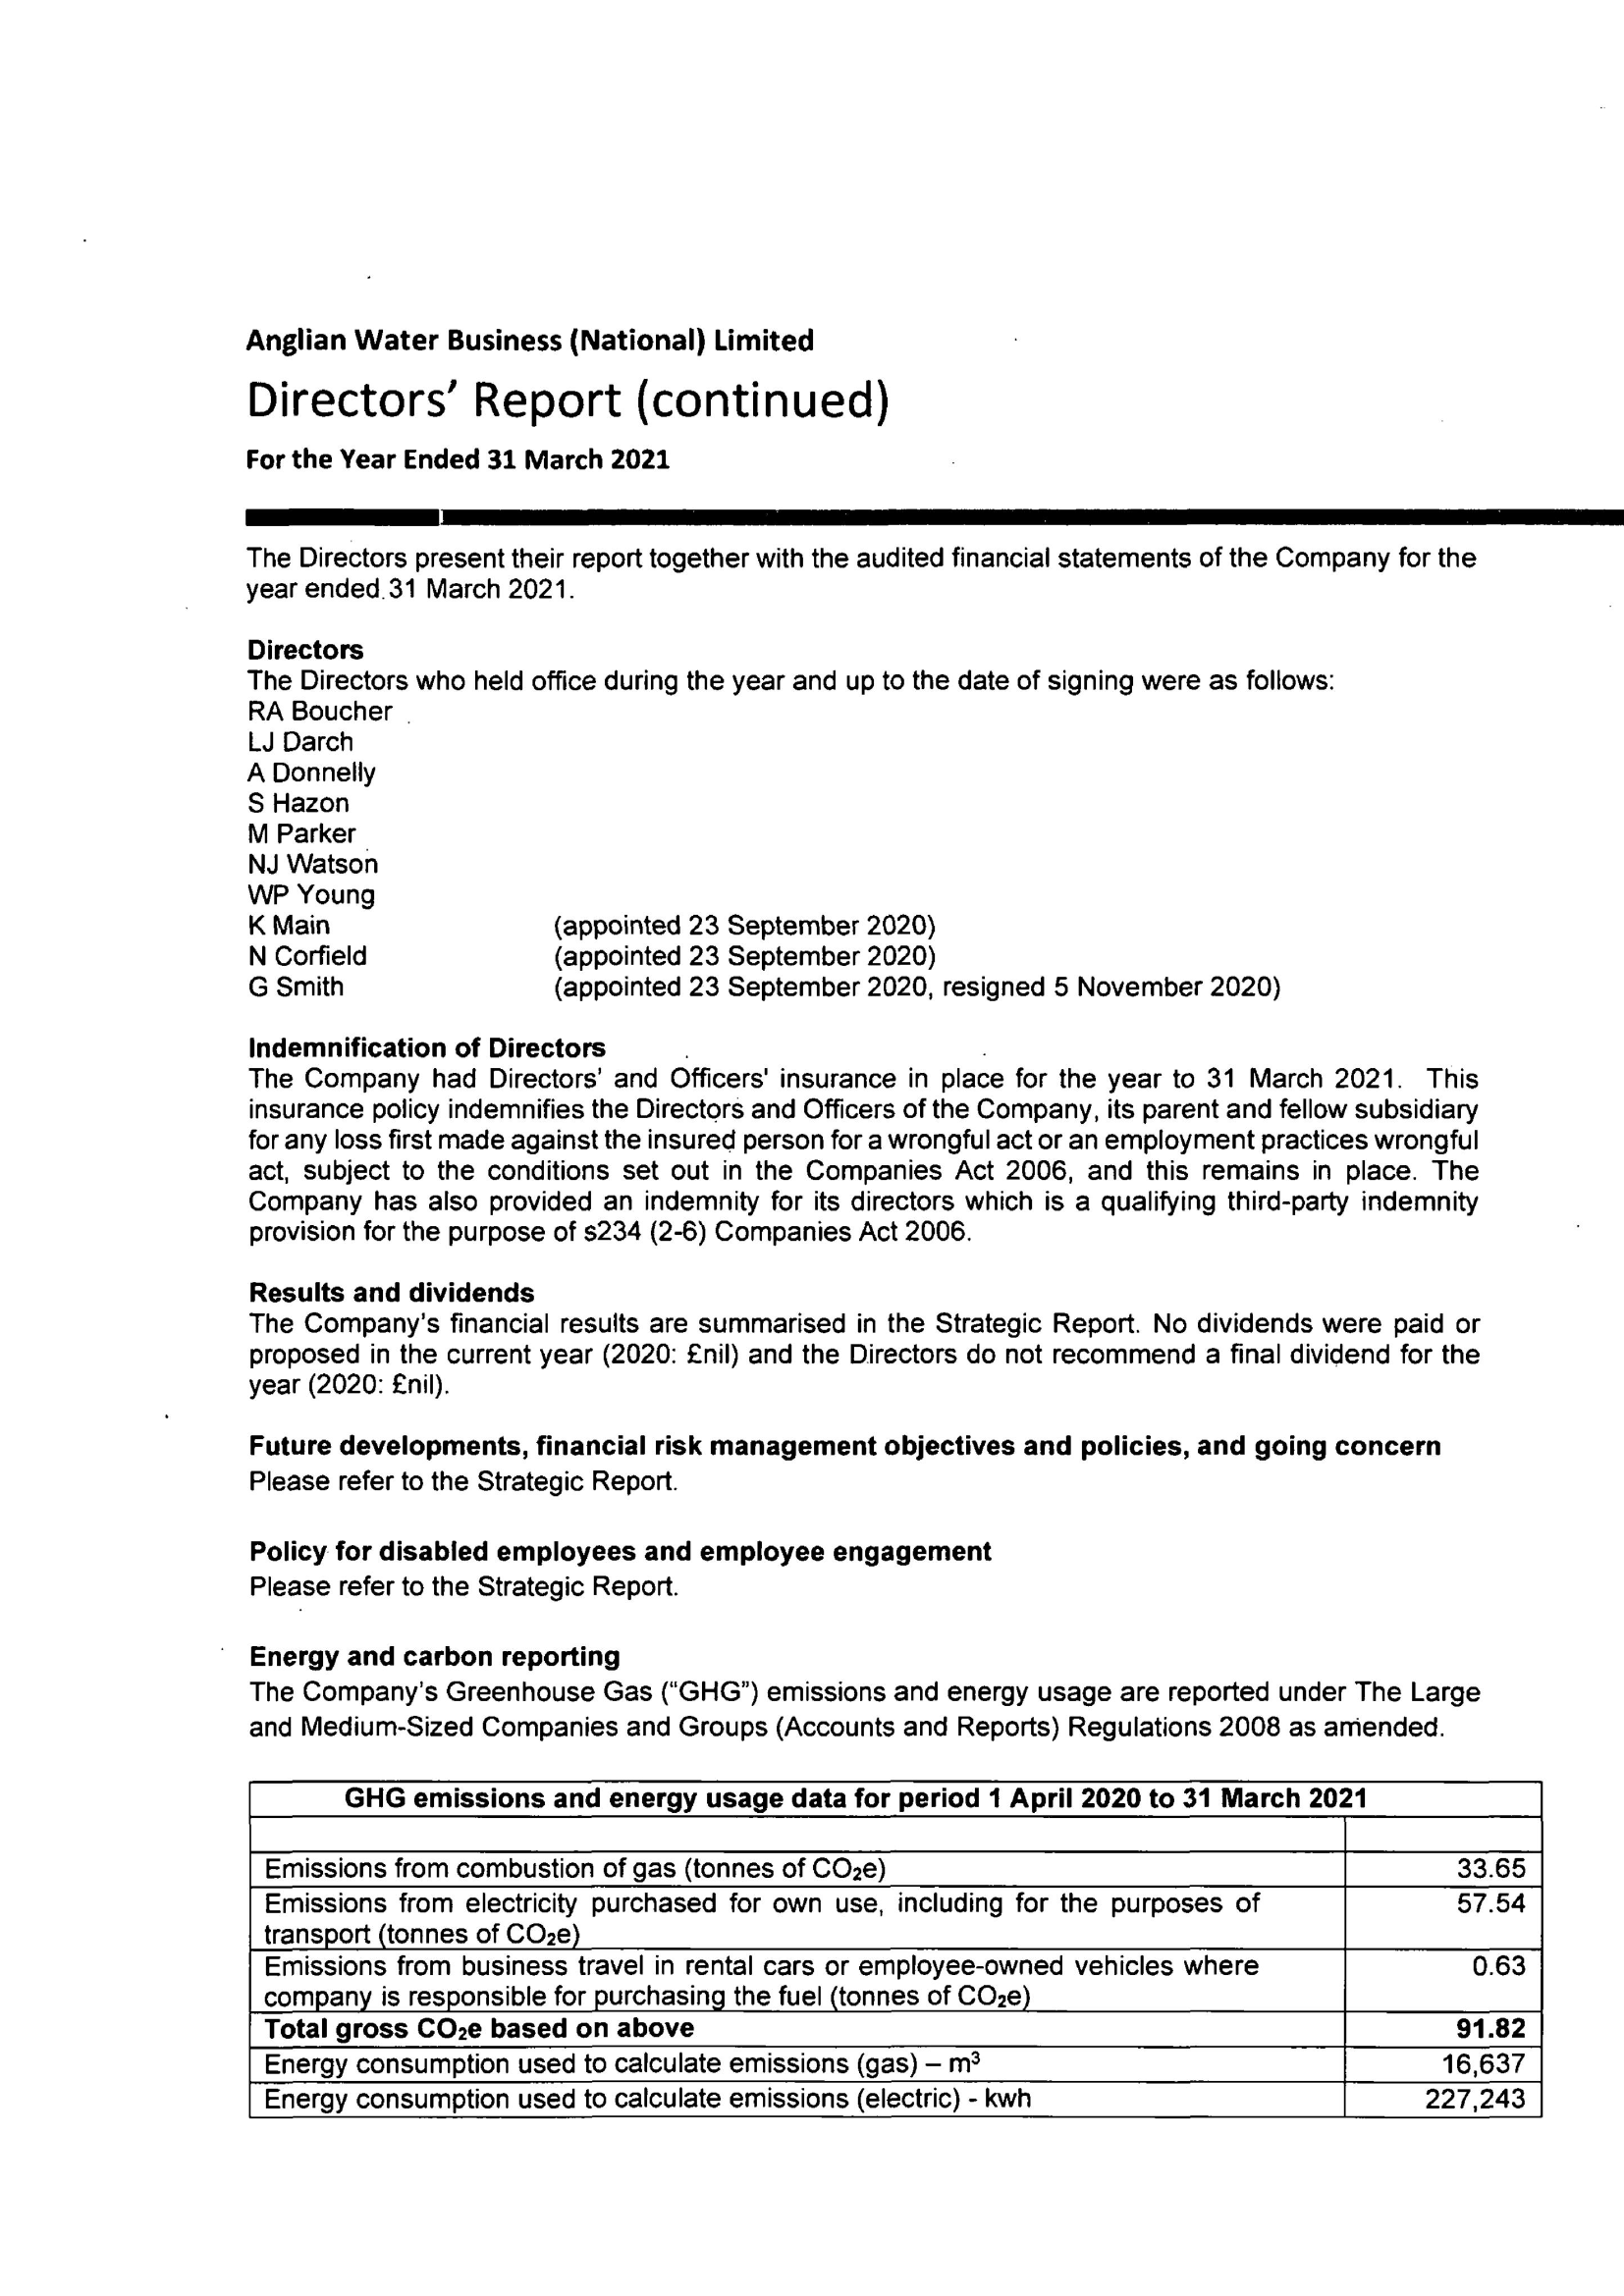 Anglian Water Business (National) Limited
Directors' Report (continued)
For the Year Ended 31 March 2021
The Directors present their report together with the audited financial statements of the Company for the
year ended 31 March 2021.
Directors
The Directors who held office during the year and up to the date of signing were as follows:
RA Boucher
LJ Darch
A Donnelly
S Hazon
M Parker
NJ Watson
WP Young
K Main (appointed 23 September 2020)
N Corfield (appointed 23 September 2020)
G Smith (appointed 23 September 2020, resigned 5 November 2020)
Indemnification of Directors
The Company had Directors' and Officers' insurance in place for the year to 31 March 2021. This
insurance policy indemnifies the Directors and Officers of the Company, its parent and fellow subsidiary
for any loss first made against the insured person for a wrongful act or an employment practices wrongful
act, subject to the conditions set out in the Companies Act 2006, and this remains in place. The
Company has also provided an indemnity for its directors which is a qualifying third-party indemnity
provision for the purpose of s234 (2-6) Companies Act 2006.
Results and dividends
The Company's financial results are summarised in the Strategic Report. No dividends were paid or
proposed in the current year (2020: £nil) and the Directors do not recommend a final dividend for the
year (2020: £nil).
Future developments, financial risk management objectives and policies, and going concern
Please refer to the Strategic Report.
Policy for disabled employees and employee engagement
Please refer to the Strategic Report.
Energy and carbon reporting
The Company's Greenhouse Gas ("GHG") emissions and energy usage are reported under The Large
and Medium-Sized Companies and Groups (Accounts and Reports) Regulations 2008 as amended.
GHG emissions and energy usage data for period 1 April 2020 to 31 March 2021
Emissions from combustion of gas (tonnes of CO₂e) 33.65
Emissions from electricity purchased for own use, including for the purposes of 57.54
transport (tonnes of CO₂e)
Emissions from business travel in rental cars or employee-owned vehicles where 0.63
company is responsible for purchasing the fuel (tonnes of CO₂e)
Total gross CO₂e based on above 91.82
Energy consumption used to calculate emissions (gas) – m³ 16,637
Energy consumption used to calculate emissions (electric) - kwh 227,243